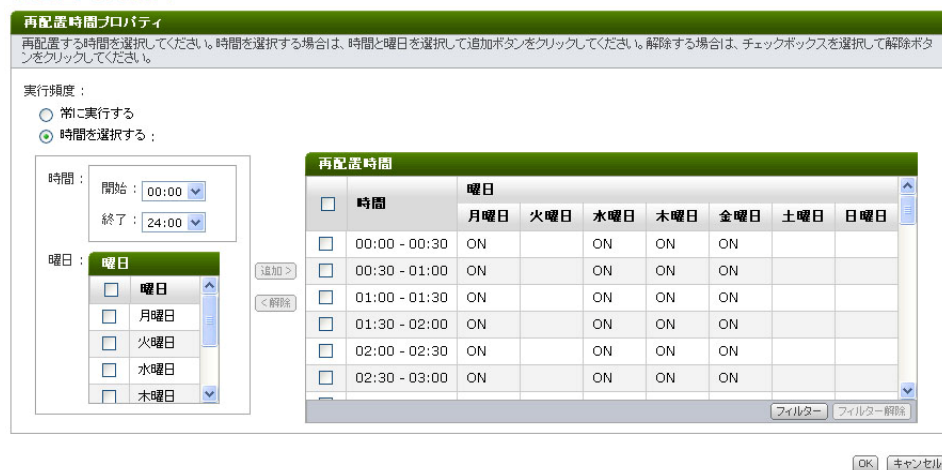 再配置時間プロパティ
再配置する時間を選択してください。時間を選択する場合は、時間と曜日を選択して追加ボタンをクリックしてください。解除する場合は、チェックボックスを選択して解除ボタ
ンをクリックしてください。
実行頻度：
常に実行する
時間を選択する：
時間：
開始： 00:00
終了： 24:00
曜日：
曜日
曜日
月曜日
火曜日
水曜日
木曜日
追加 >
< 解除
再配置時間
時間 曜日
月曜日 火曜日 水曜日 木曜日 金曜日 土曜日 日曜日
00:00 - 00:30 ON ON ON ON
00:30 - 01:00 ON ON ON ON
01:00 - 01:30 ON ON ON ON
01:30 - 02:00 ON ON ON ON
02:00 - 02:30 ON ON ON ON
02:30 - 03:00 ON ON ON ON
フィルター フィルター解除
OK キャンセル